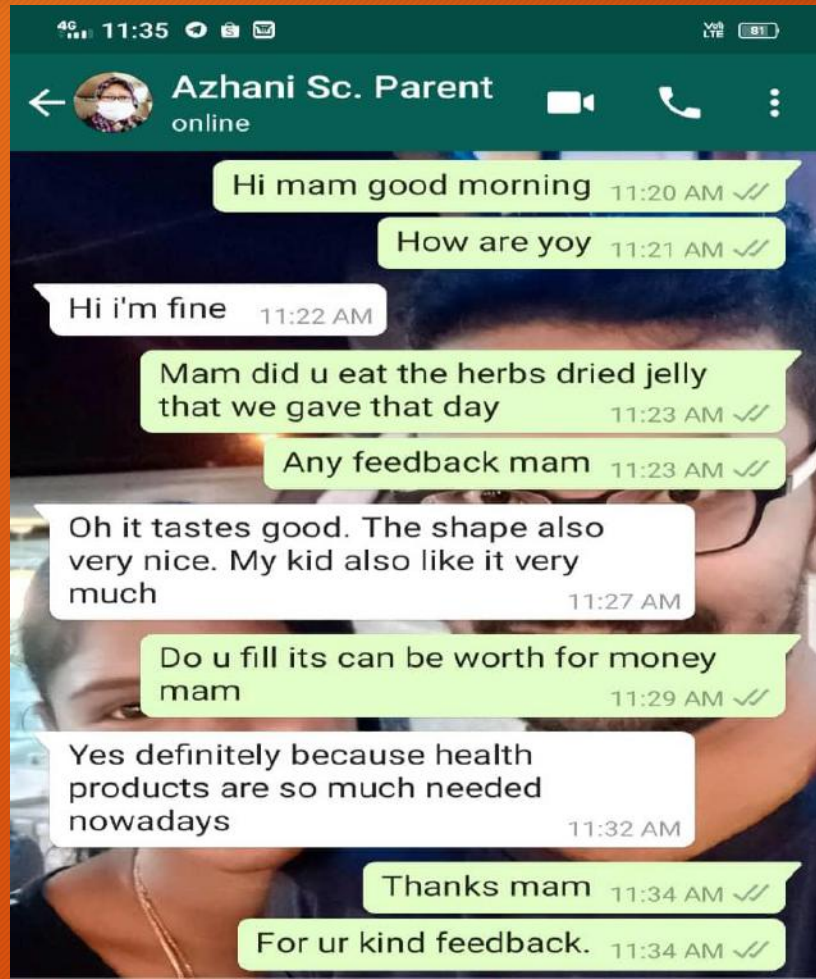 4G 11:35 VoLTE 81
Azhani Sc. Parent
online
Hi mam good morning 11:20 AM
How are yoy 11:21 AM
Hi i'm fine 11:22 AM
Mam did u eat the herbs dried jelly
that we gave that day 11:23 AM
Any feedback mam 11:23 AM
Oh it tastes good. The shape also
very nice. My kid also like it very
much 11:27 AM
Do u fill its can be worth for money
mam 11:29 AM
Yes definitely because health
products are so much needed
nowadays 11:32 AM
Thanks mam 11:34 AM
For ur kind feedback. 11:34 AM